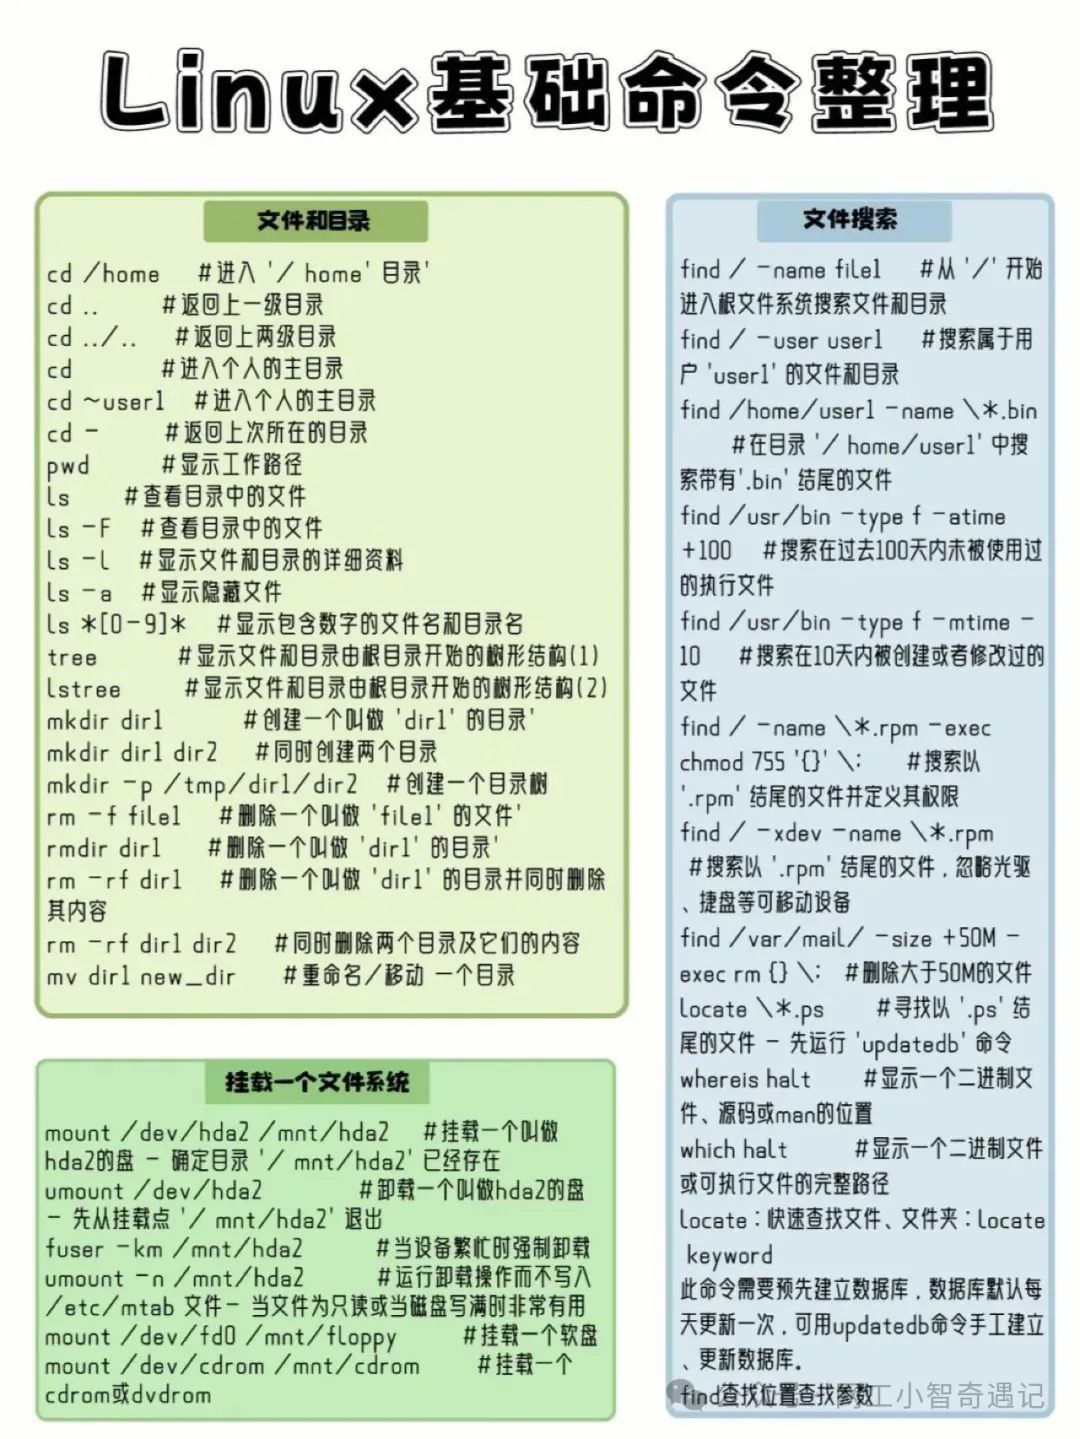 Linux基础命令整理
文件和目录
cd /home #进入 '/ home' 目录'
cd .. #返回上一级目录
cd ../.. #返回上两级目录
cd #进入个人的主目录
cd ~user1 #进入个人的主目录
cd - #返回上次所在的目录
pwd #显示工作路径
ls #查看目录中的文件
ls -F #查看目录中的文件
ls -l #显示文件和目录的详细资料
ls -a #显示隐藏文件
ls *[0-9]* #显示包含数字的文件名和目录名
tree #显示文件和目录由根目录开始的树形结构(1)
lstree #显示文件和目录由根目录开始的树形结构(2)
mkdir dir1 #创建一个叫做 'dir1' 的目录'
mkdir dir1 dir2 #同时创建两个目录
mkdir -p /tmp/dir1/dir2 #创建一个目录树
rm -f file1 #删除一个叫做 'file1' 的文件'
rmdir dir1 #删除一个叫做 'dir1' 的目录'
rm -rf dir1 #删除一个叫做 'dir1' 的目录并同时删除
其内容
rm -rf dir1 dir2 #同时删除两个目录及它们的内容
mv dir1 new_dir #重命名/移动 一个目录
挂载一个文件系统
mount /dev/hda2 /mnt/hda2 #挂载一个叫做
hda2的盘 - 确定目录 '/ mnt/hda2' 已经存在
umount /dev/hda2 #卸载一个叫做hda2的盘
- 先从挂载点 '/ mnt/hda2' 退出
fuser -km /mnt/hda2 #当设备繁忙时强制卸载
umount -n /mnt/hda2 #运行卸载操作而不写入
/etc/mtab 文件- 当文件为只读或当磁盘写满时非常有用
mount /dev/fd0 /mnt/floppy #挂载一个软盘
mount /dev/cdrom /mnt/cdrom #挂载一个
cdrom或dvdrom
文件搜索
find / -name file1 #从 '/' 开始
进入根文件系统搜索文件和目录
find / -user user1 #搜索属于用
户 'user1' 的文件和目录
find /home/user1 -name \*.bin
#在目录 '/ home/user1' 中搜
索带有'.bin' 结尾的文件
find /usr/bin -type f -atime
+100 #搜索在过去100天内未被使用过
的执行文件
find /usr/bin -type f -mtime -
10 #搜索在10天内被创建或者修改过的
文件
find / -name \*.rpm -exec
chmod 755 '{}' \; #搜索以
'.rpm' 结尾的文件并定义其权限
find / -xdev -name \*.rpm
#搜索以 '.rpm' 结尾的文件，忽略光驱
、捷盘等可移动设备
find /var/mail/ -size +50M -
exec rm {} \; #删除大于50M的文件
locate \*.ps #寻找以 '.ps' 结
尾的文件 - 先运行 'updatedb' 命令
whereis halt #显示一个二进制文
件、源码或man的位置
which halt #显示一个二进制文件
或可执行文件的完整路径
locate：快速查找文件、文件夹：locate
keyword
此命令需要预先建立数据库，数据库默认每
天更新一次，可用updatedb命令手工建立
、更新数据库。
find查找位置查找参数
工小智奇遇记